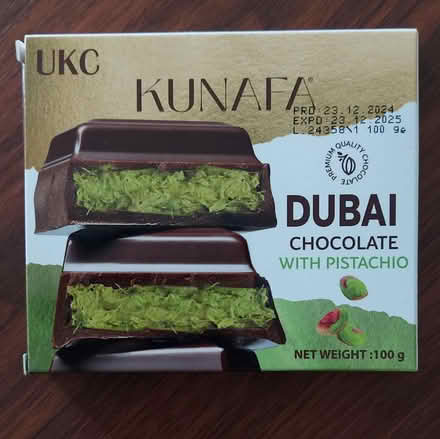 UKC
KUNAFA®
PRD:23.12.2024
EXPD:23.12.2025
L.24358\1 100 ge
PREMIUM QUALITY CHOCOLATE
DUBAI
CHOCOLATE
WITH PISTACHIO
NET WEIGHT :100 g